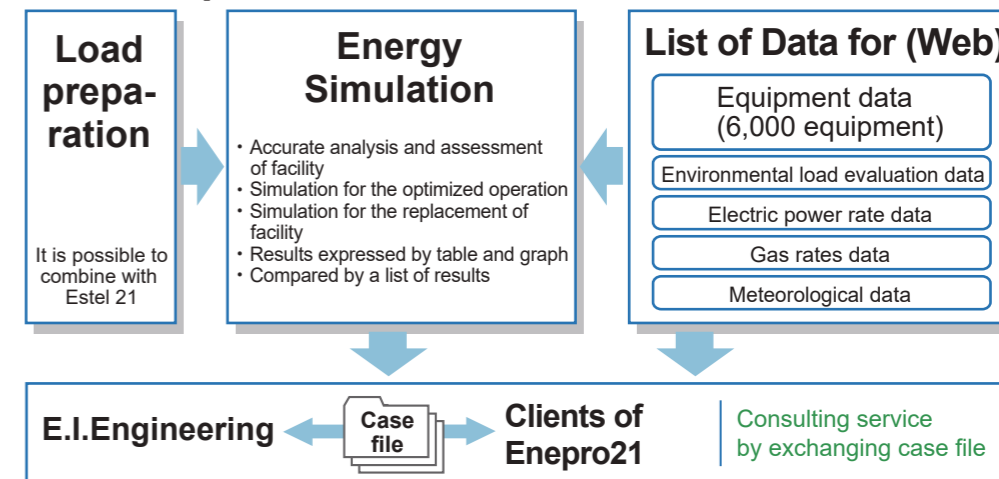 Load
prepa-
ration
It is possible to
combine with
Estel 21
Energy
Simulation
・Accurate analysis and assessment
of facility
・Simulation for the optimized operation
・Simulation for the replacement of
facility
・Results expressed by table and graph
・Compared by a list of results
List of Data for (Web)
Equipment data
(6,000 equipment)
Environmental load evaluation data
Electric power rate data
Gas rates data
Meteorological data
E.I.Engineering
Case
file
Clients of
Enepro21
Consulting service
by exchanging case file